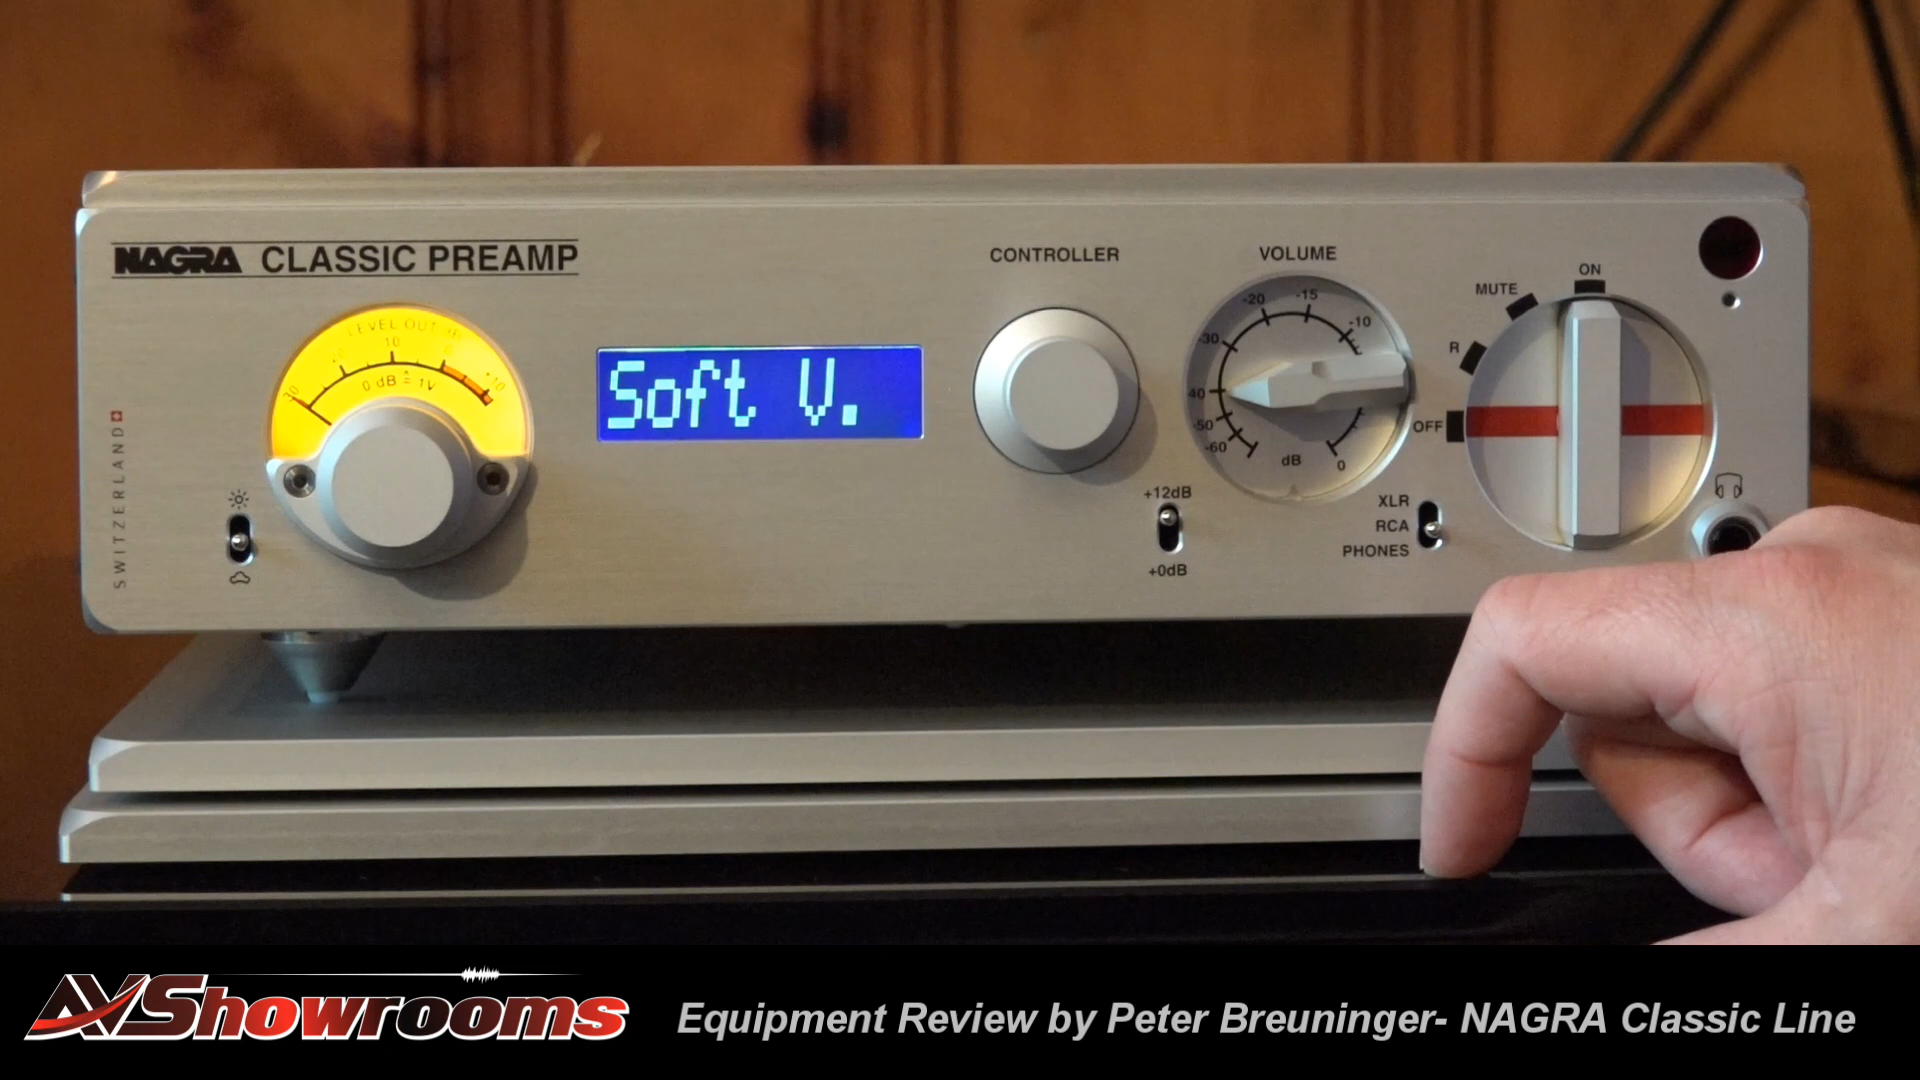 NAGRA CLASSIC PREAMP
LEVEL OUT
10
0 dB = 1V
SWITZERLAND
Soft V.
CONTROLLER
+12dB
+0dB
VOLUME
-60
-50
-40
-30
-20
-15
-10
0
dB
XLR
RCA
PHONES
OFF
R
MUTE
ON
AVShowrooms
Equipment Review by Peter Breuninger- NAGRA Classic Line